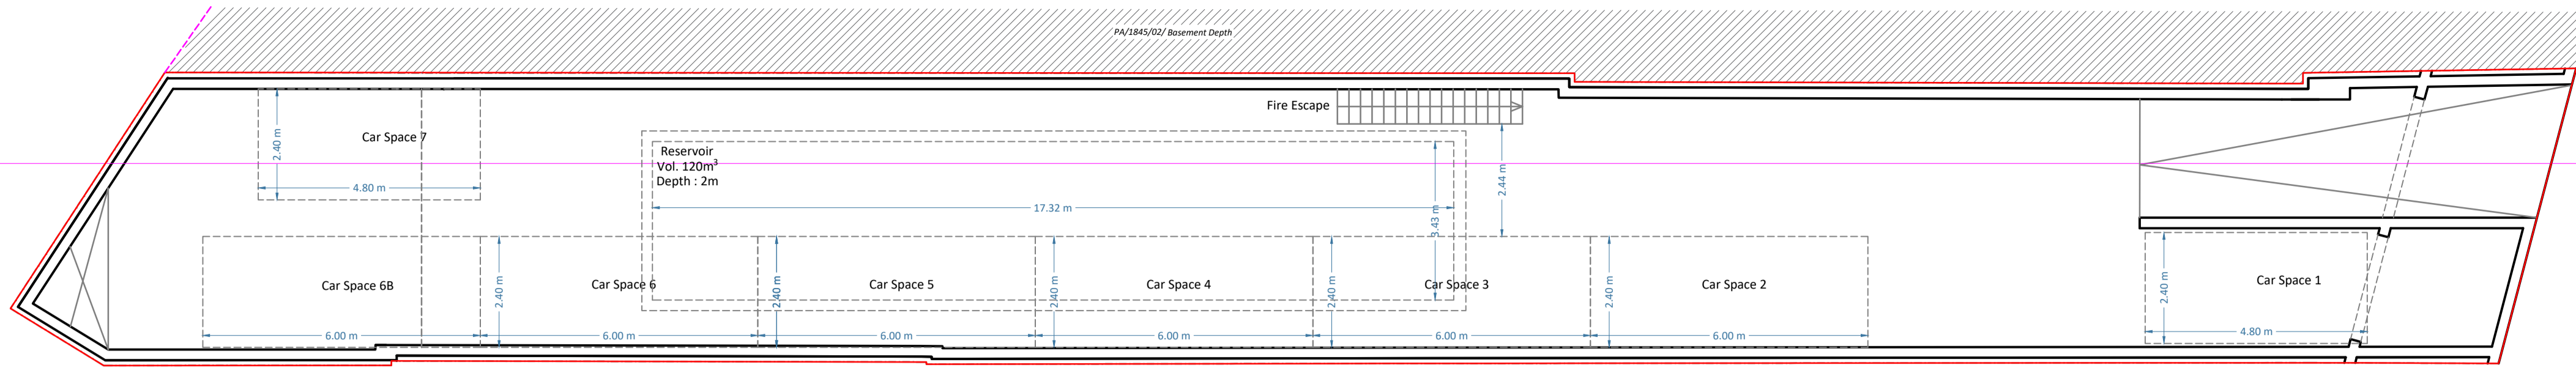 PA/1845/02/ Basement Depth
Fire Escape
Car Space 7
2.40 m
4.80 m
Reservoir
Vol. 120m³
Depth : 2m
17.32 m
3.43 m
2.44 m
Car Space 6B
Car Space 6
Car Space 5
Car Space 4
Car Space 3
Car Space 2
Car Space 1
2.40 m
2.40 m
2.40 m
2.40 m
2.40 m
2.40 m
6.00 m
6.00 m
6.00 m
6.00 m
6.00 m
6.00 m
4.80 m